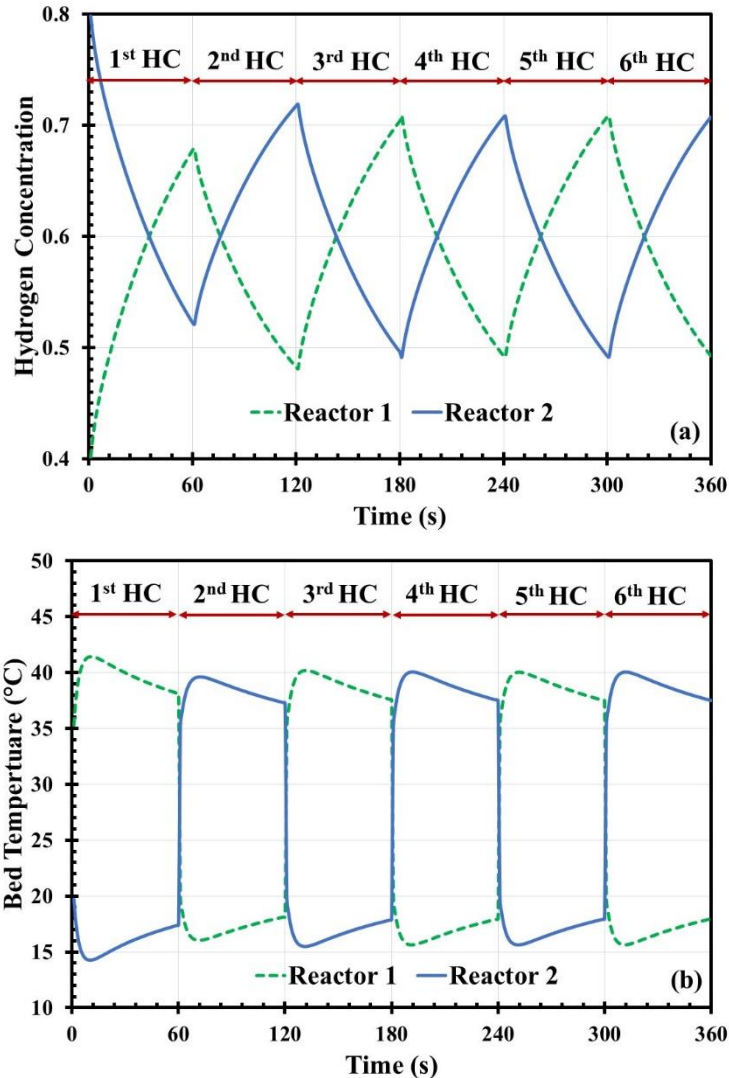 0.8
1st HC 2nd HC 3rd HC 4th HC 5th HC 6th HC
0.7
0.6
0.5
0.4
Hydrogen Concentration
Reactor 1 Reactor 2
(a)
0 60 120 180 240 300 360
Time (s)
50
1st HC 2nd HC 3rd HC 4th HC 5th HC 6th HC
45
40
35
30
25
20
15
10
Bed Tempertuare (°C)
Reactor 1 Reactor 2
(b)
0 60 120 180 240 300 360
Time (s)